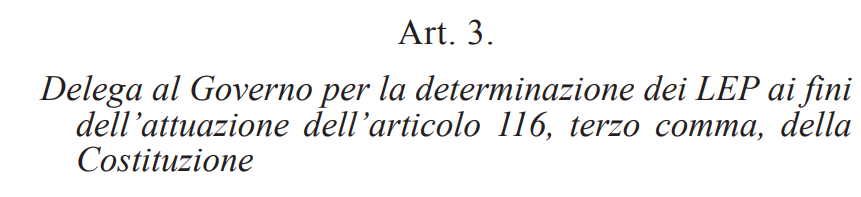 Art. 3.
Delega al Governo per la determinazione dei LEP ai fini
dell’attuazione dell’articolo 116, terzo comma, della
Costituzione